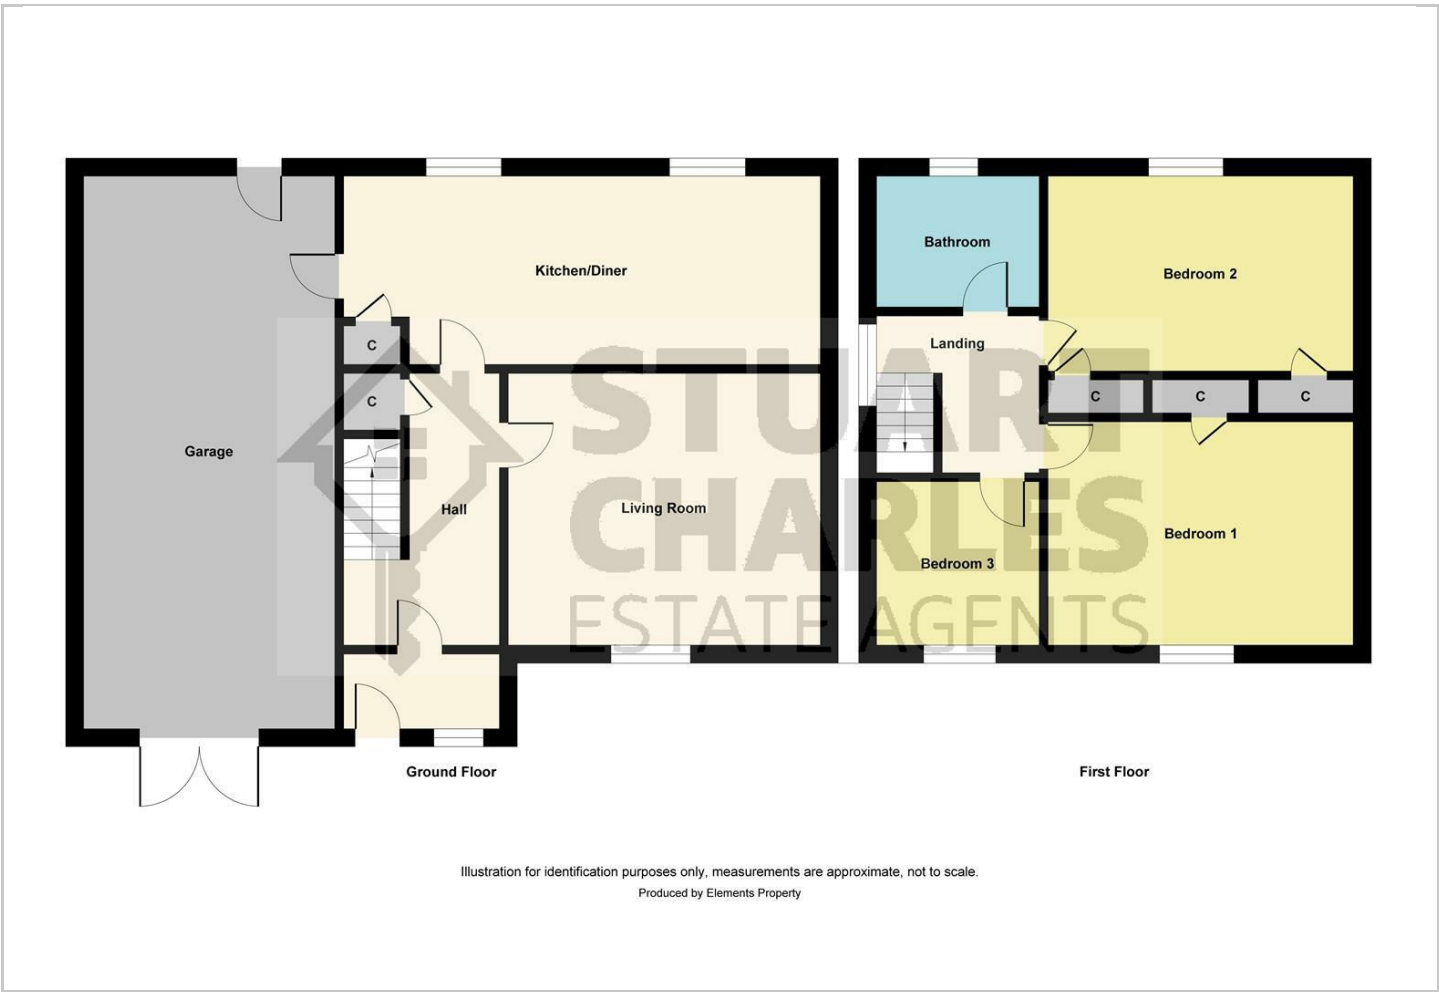 Kitchen/Diner
Bathroom
Bedroom 2
Landing
C
C
C
C
C
Garage
Hall
Living Room
Bedroom 1
Bedroom 3
STUART
CHARLES
ESTATE AGENTS
Ground Floor
First Floor
Illustration for identification purposes only, measurements are approximate, not to scale.
Produced by Elements Property